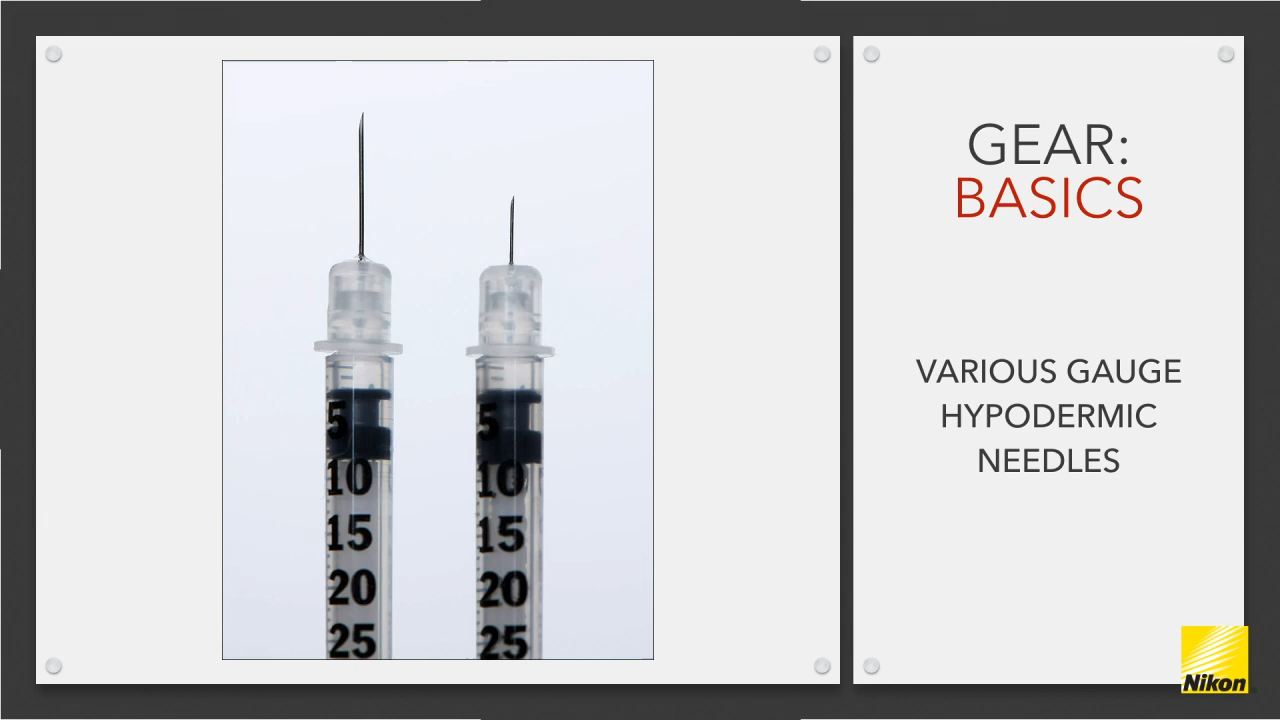 5
10
15
20
25
5
10
15
20
25
GEAR:
BASICS
VARIOUS GAUGE
HYPODERMIC
NEEDLES
Nikon